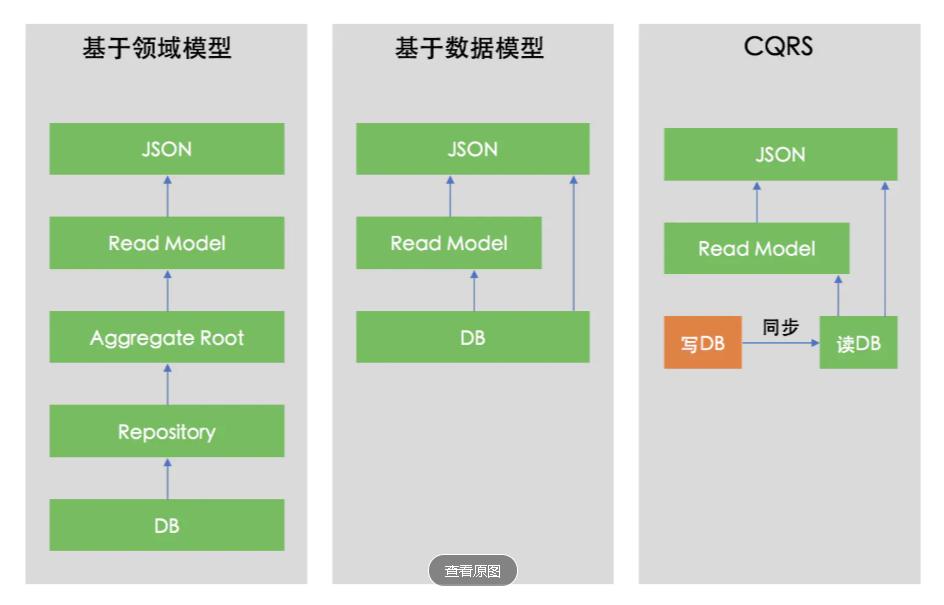 基于领域模型
JSON
Read Model
Aggregate Root
Repository
DB
基于数据模型
JSON
Read Model
DB
CQRS
JSON
Read Model
写DB
同步
读DB
查看原图